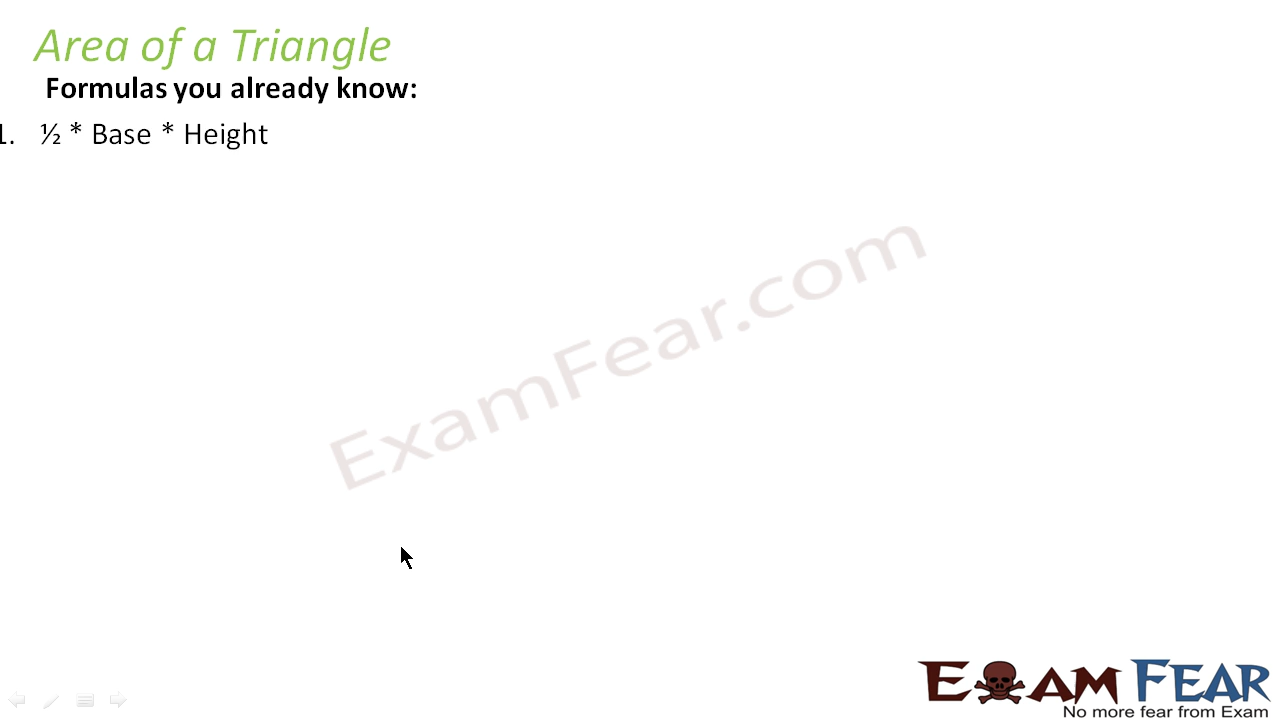 Area of a Triangle
Formulas you already know:
1. ½ * Base * Height
ExamFear.com
EXAM FEAR
No more fear from Exam